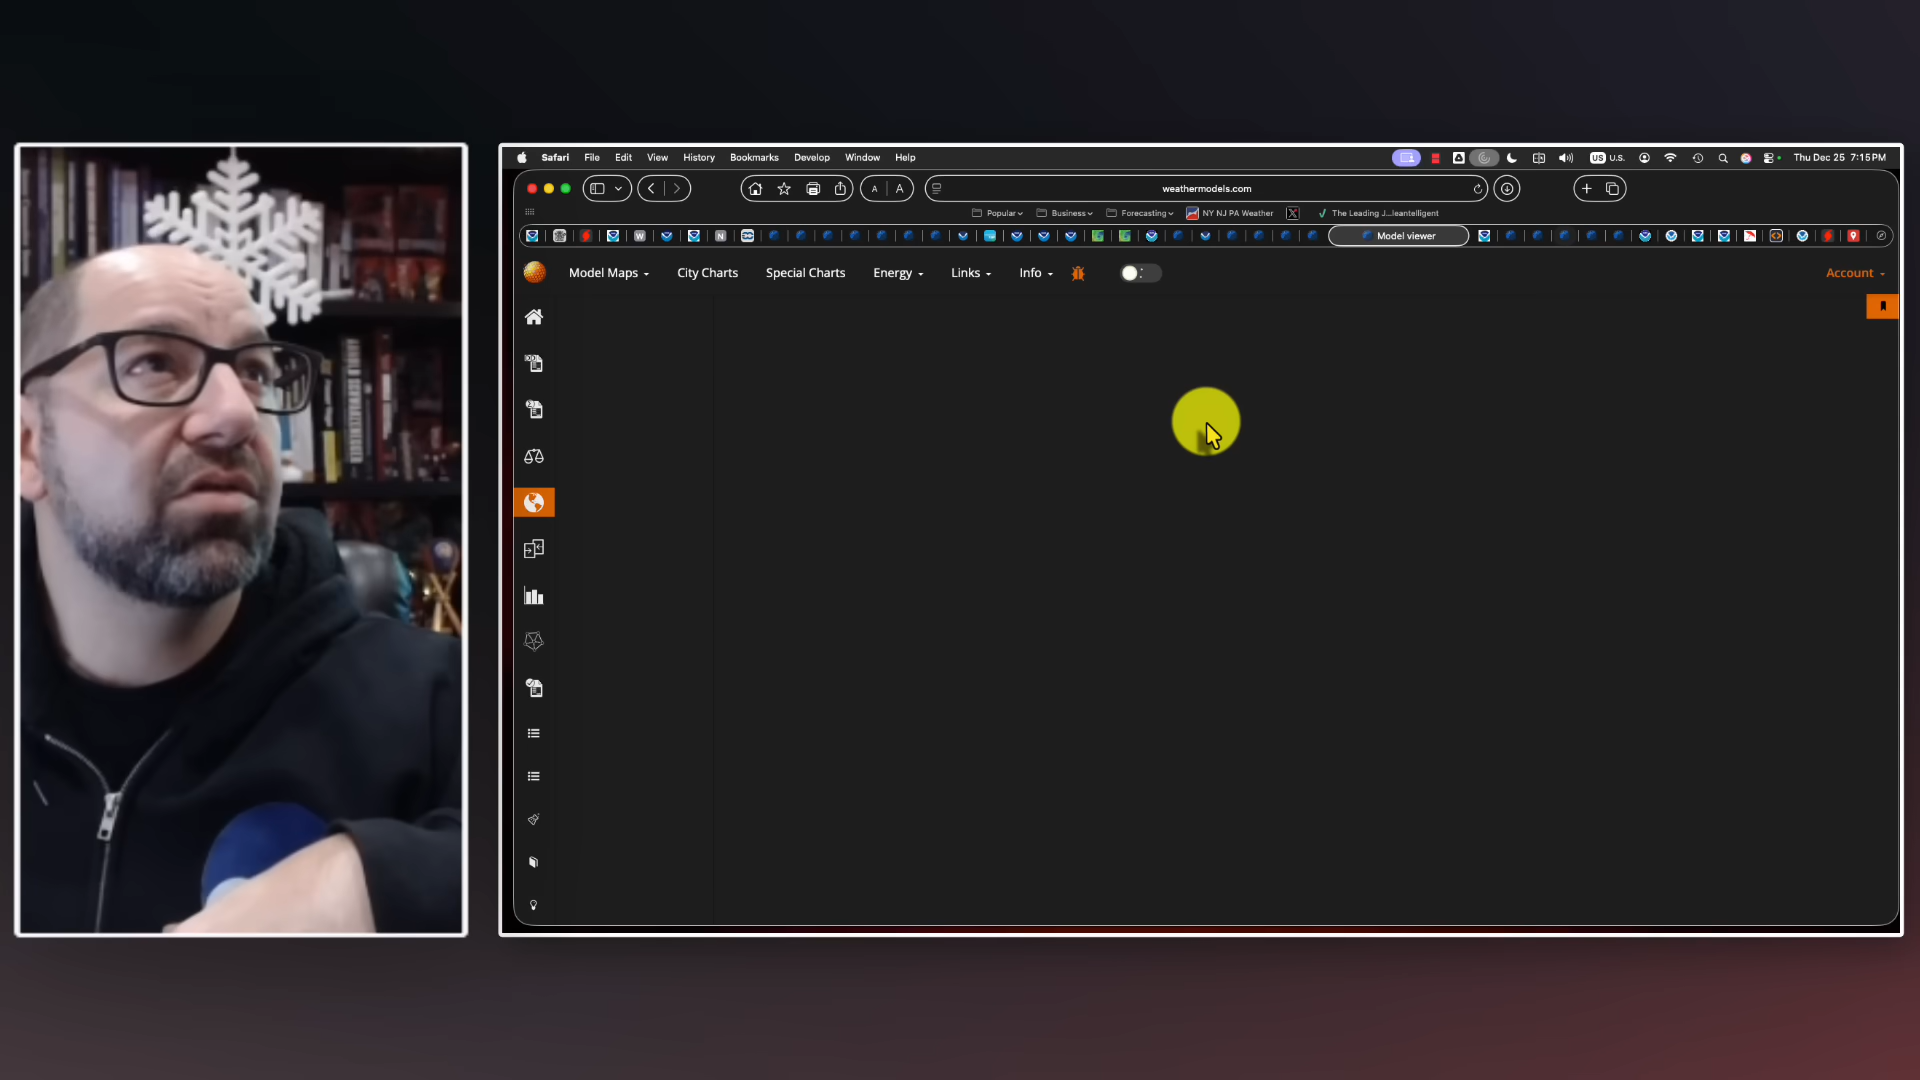 Safari File Edit View History Bookmarks Develop Window Help US U.S. Thu Dec 25 7:15 PM
A A weathermodels.com
Popular Business Forecasting NY NJ PA Weather X The Leading J...leantelligent
W N Model viewer
Model Maps City Charts Special Charts Energy Links Info Account